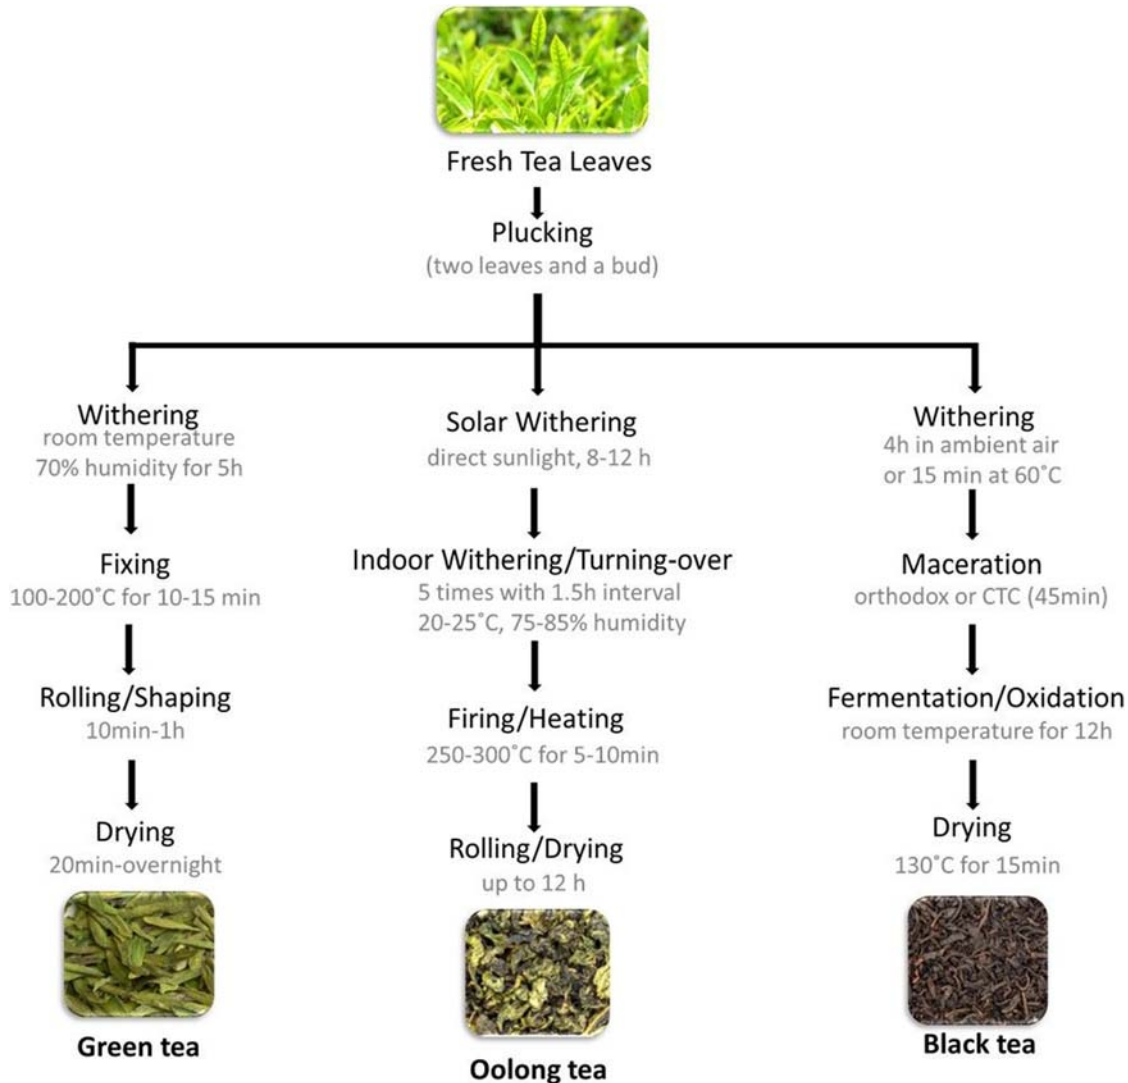 Fresh Tea Leaves
Plucking
(two leaves and a bud)
Withering
room temperature
70% humidity for 5h
Fixing
100-200˚C for 10-15 min
Rolling/Shaping
10min-1h
Drying
20min-overnight
Green tea
Solar Withering
direct sunlight, 8-12 h
Indoor Withering/Turning-over
5 times with 1.5h interval
20-25˚C, 75-85% humidity
Firing/Heating
250-300˚C for 5-10min
Rolling/Drying
up to 12 h
Oolong tea
Withering
4h in ambient air
or 15 min at 60˚C
Maceration
orthodox or CTC (45min)
Fermentation/Oxidation
room temperature for 12h
Drying
130˚C for 15min
Black tea